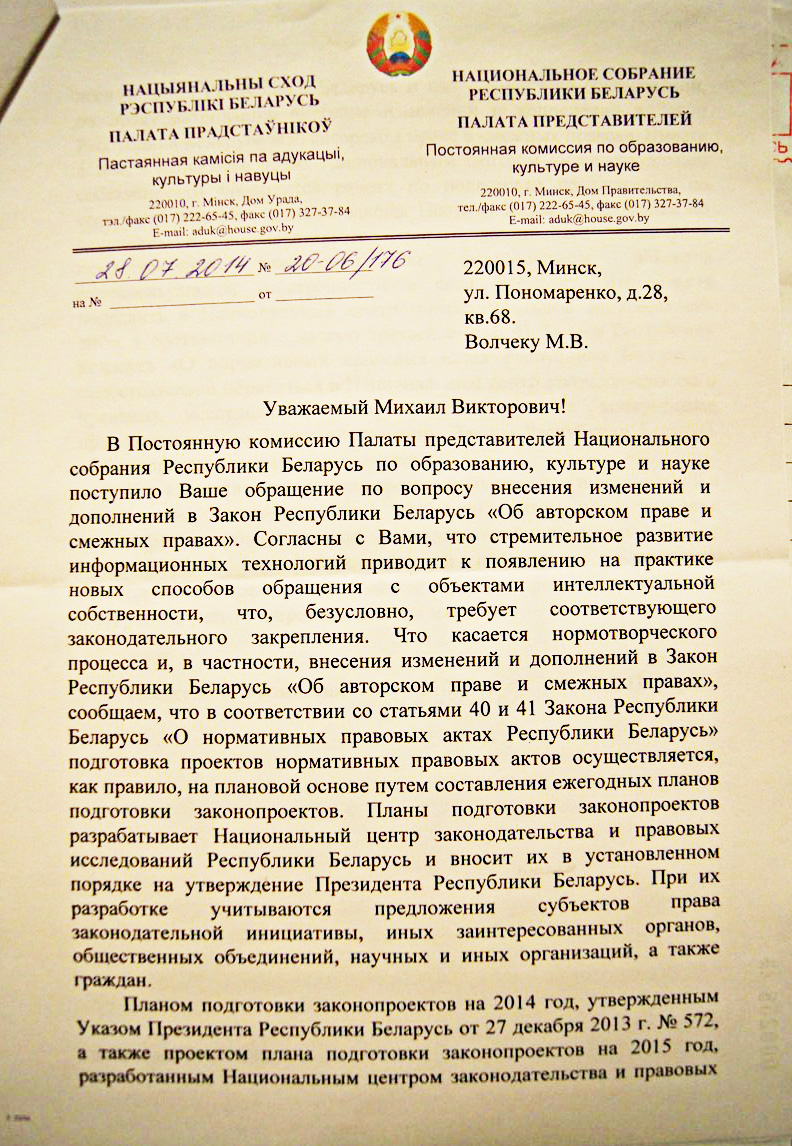 НАЦЫЯНАЛЬНЫ СХОД
РЭСПУБЛІКІ БЕЛАРУСЬ
ПАЛАТА ПРАДСТАЎНІКОЎ
Пастаянная камісія па адукацыі,
культуры і навуцы
220010, г. Мінск, Дом Урада,
тэл./факс (017) 222-65-45, факс (017) 327-37-84
E-mail: aduk@house.gov.by
НАЦИОНАЛЬНОЕ СОБРАНИЕ
РЕСПУБЛИКИ БЕЛАРУСЬ
ПАЛАТА ПРЕДСТАВИТЕЛЕЙ
Постоянная комиссия по образованию,
культуре и науке
220010, г. Минск, Дом Правительства,
тел./факс (017) 222-65-45, факс (017) 327-37-84
E-mail: aduk@house.gov.by
28.07.2014 № 20-06/176
на № от
220015, Минск,
ул. Пономаренко, д.28,
кв.68.
Волчеку М.В.
Уважаемый Михаил Викторович!
В Постоянную комиссию Палаты представителей Национального
собрания Республики Беларусь по образованию, культуре и науке
поступило Ваше обращение по вопросу внесения изменений и
дополнений в Закон Республики Беларусь «Об авторском праве и
смежных правах». Согласны с Вами, что стремительное развитие
информационных технологий приводит к появлению на практике
новых способов обращения с объектами интеллектуальной
собственности, что, безусловно, требует соответствующего
законодательного закрепления. Что касается нормотворческого
процесса и, в частности, внесения изменений и дополнений в Закон
Республики Беларусь «Об авторском праве и смежных правах»,
сообщаем, что в соответствии со статьями 40 и 41 Закона Республики
Беларусь «О нормативных правовых актах Республики Беларусь»
подготовка проектов нормативных правовых актов осуществляется,
как правило, на плановой основе путем составления ежегодных планов
подготовки законопроектов. Планы подготовки законопроектов
разрабатывает Национальный центр законодательства и правовых
исследований Республики Беларусь и вносит их в установленном
порядке на утверждение Президента Республики Беларусь. При их
разработке учитываются предложения субъектов права
законодательной инициативы, иных заинтересованных органов,
общественных объединений, научных и иных организаций, а также
граждан.
Планом подготовки законопроектов на 2014 год, утвержденным
Указом Президента Республики Беларусь от 27 декабря 2013 г. № 572,
а также проектом плана подготовки законопроектов на 2015 год,
разработанным Национальным центром законодательства и правовых